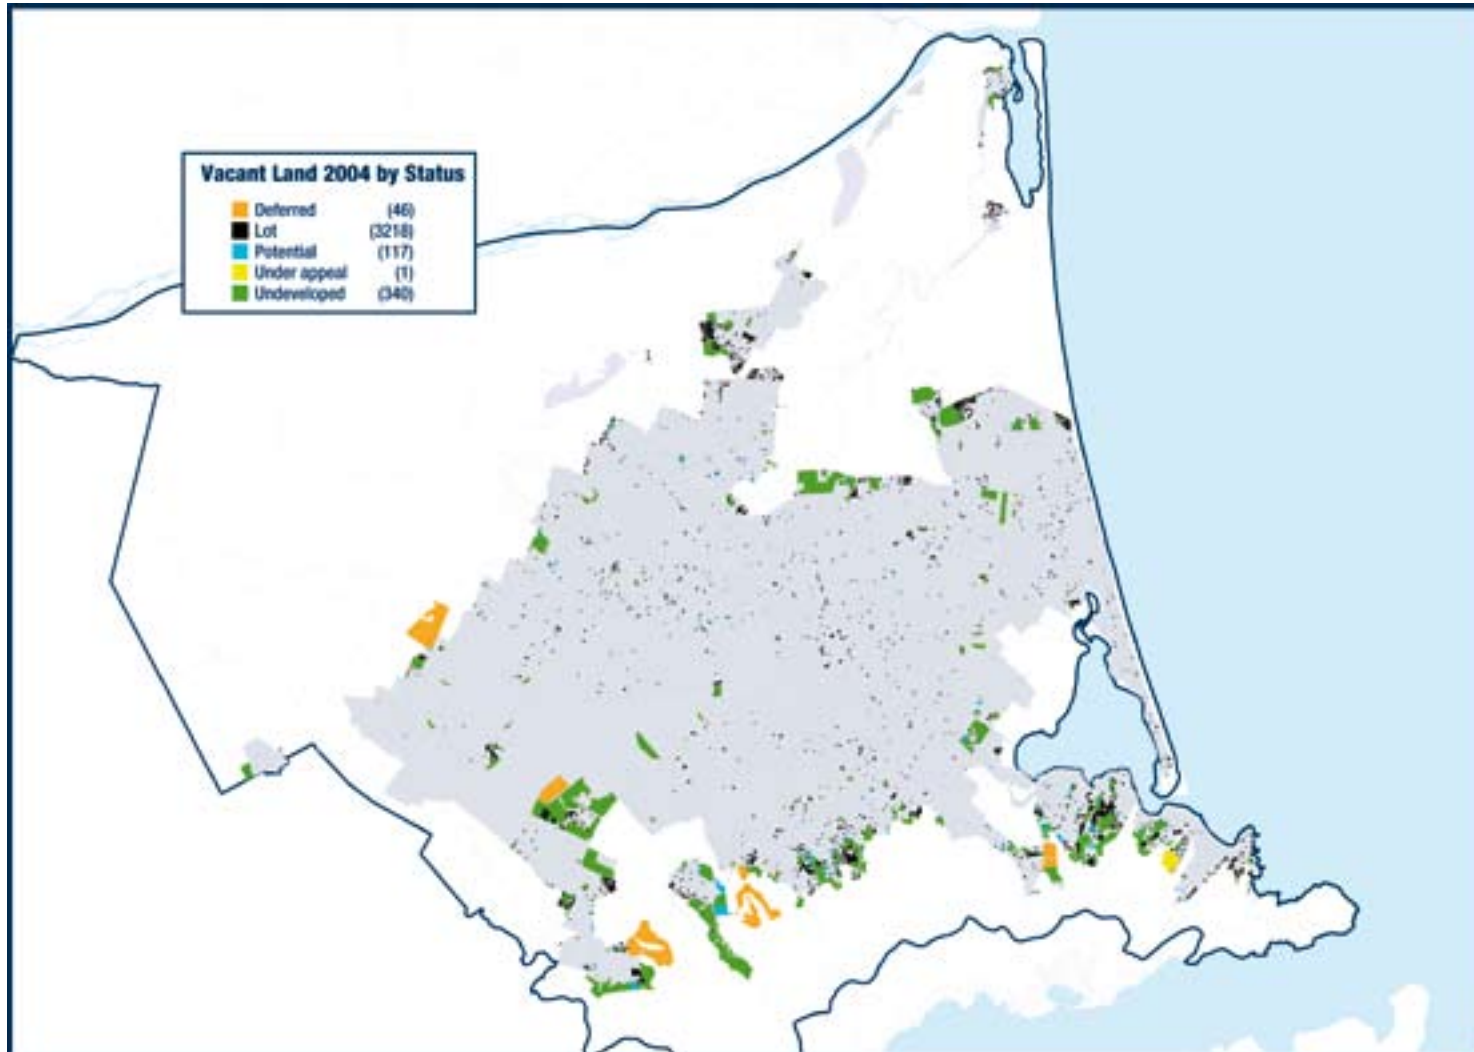 Vacant Land 2004 by Status
Deferred (46)
Lot (3218)
Potential (117)
Under appeal (1)
Undeveloped (340)